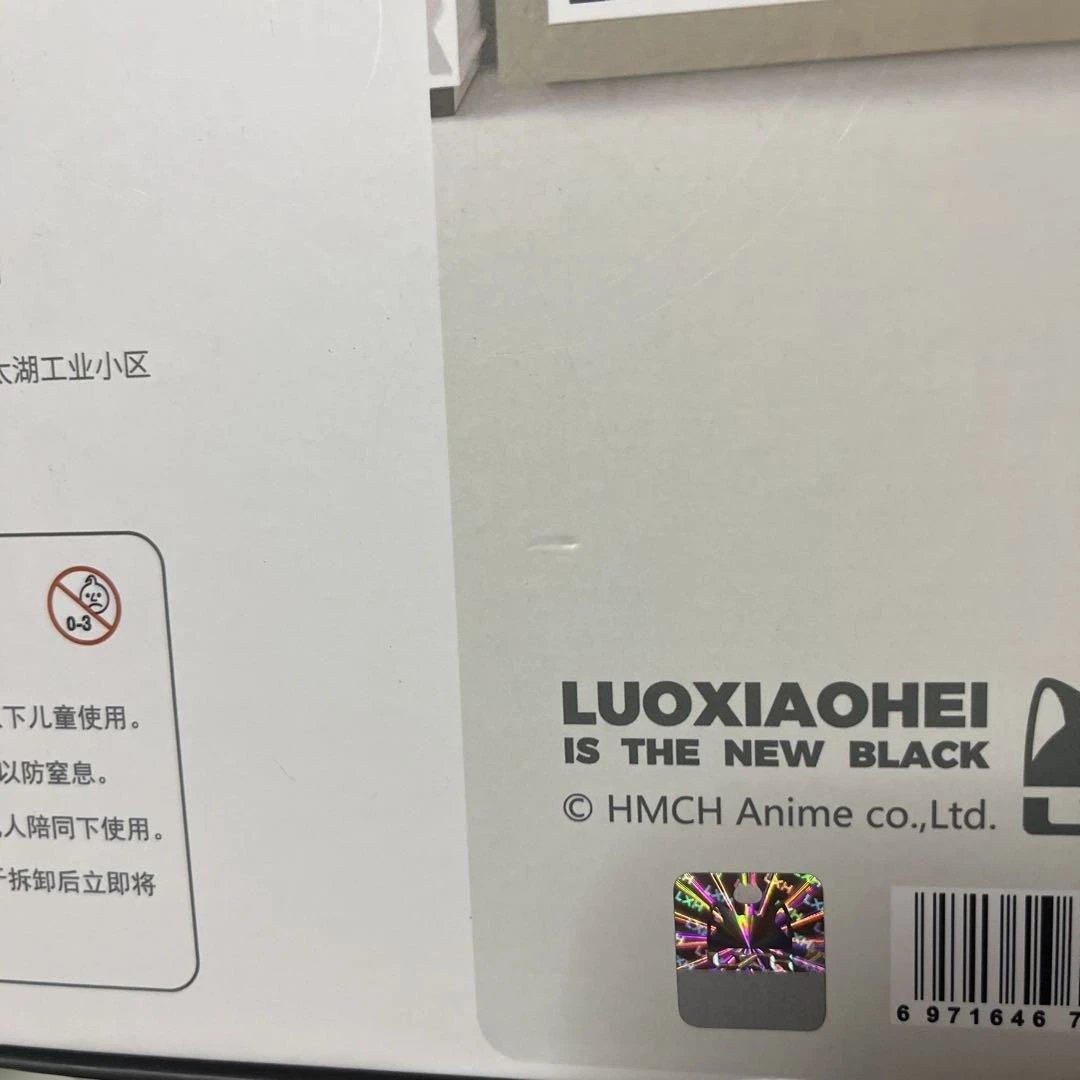 太湖工业小区
0-3
下儿童使用。
以防窒息。
人陪同下使用。
拆卸后立即将
LUOXIAOHEI
IS THE NEW BLACK
© HMCH Anime co.,Ltd.
LXH
6 971646 7